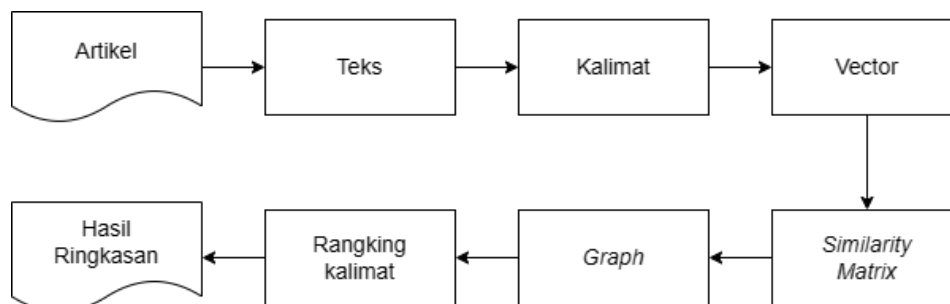 Artikel
Teks
Kalimat
Vector
Hasil
Ringkasan
Rangking
kalimat
Graph
Similarity
Matrix